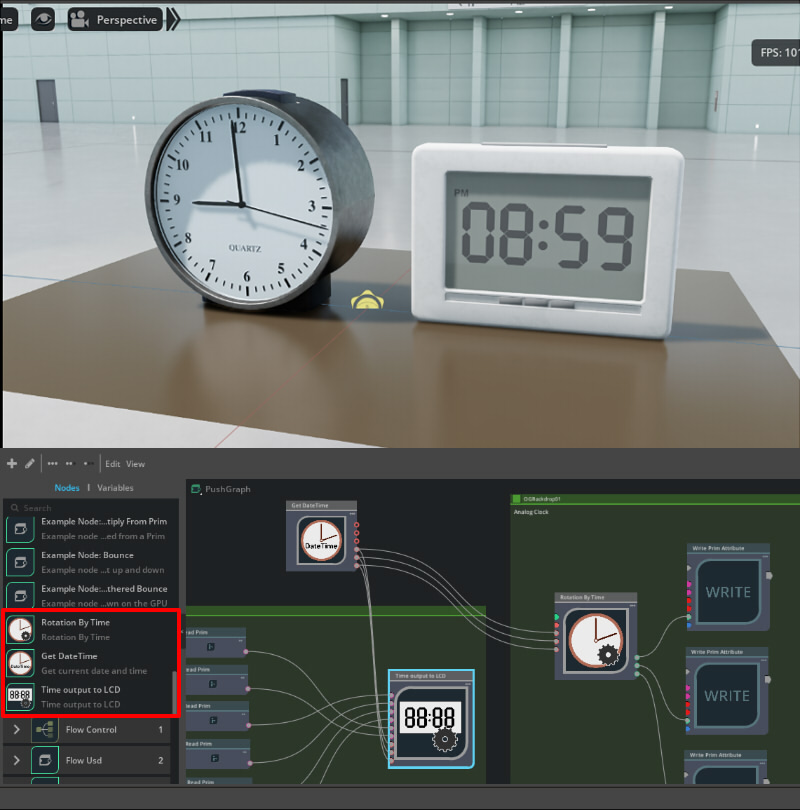 me
Perspective
FPS: 101
12
11
1
10
2
9
3
8
4
7
5
6
QUARTZ
PM
08:59
Edit View
Nodes | Variables
Search
PushGraph
Example Node:...tiply From Prim
Example node ...ed from a Prim
Example Node: Bounce
Example node ...t up and down
Example Node:...thered Bounce
Example node ...wn on the GPU
Rotation By Time
Rotation By Time
Get DateTime
Get current date and time
Time output to LCD
Time output to LCD
Flow Control 1
Flow Usd 2
Get DateTime
DateTime
ead Prim
ead Prim
ead Prim
ead Prim
Read Prim
Time output to LCD
88:88
OGBackdrop01
Analog Clock
Rotation By Time
Write Prim Attribute
WRITE
Write Prim Attribute
WRITE
Write Prim Attribute